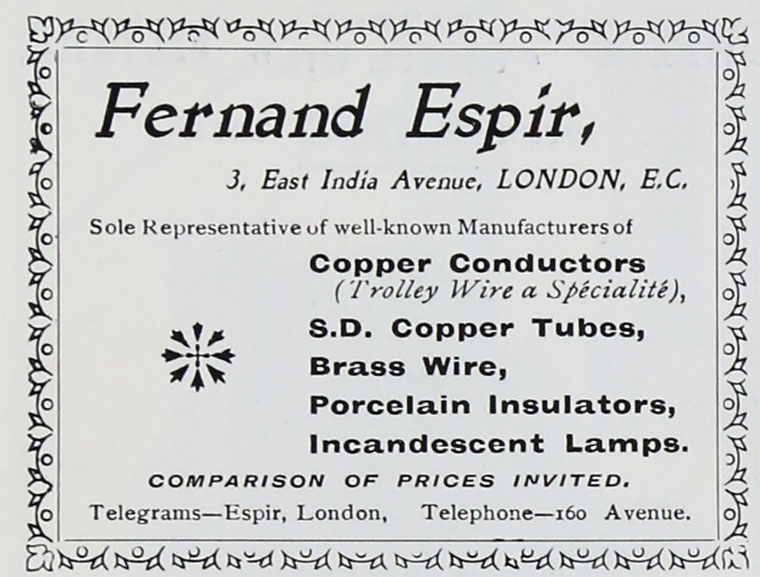 Fernand Espir,
3, East India Avenue, LONDON, E.C.
Sole Representative of well-known Manufacturers of
Copper Conductors
(Trolley Wire a Spécialité),
S.D. Copper Tubes,
Brass Wire,
Porcelain Insulators,
Incandescent Lamps.
COMPARISON OF PRICES INVITED.
Telegrams—Espir, London, Telephone—160 Avenue.